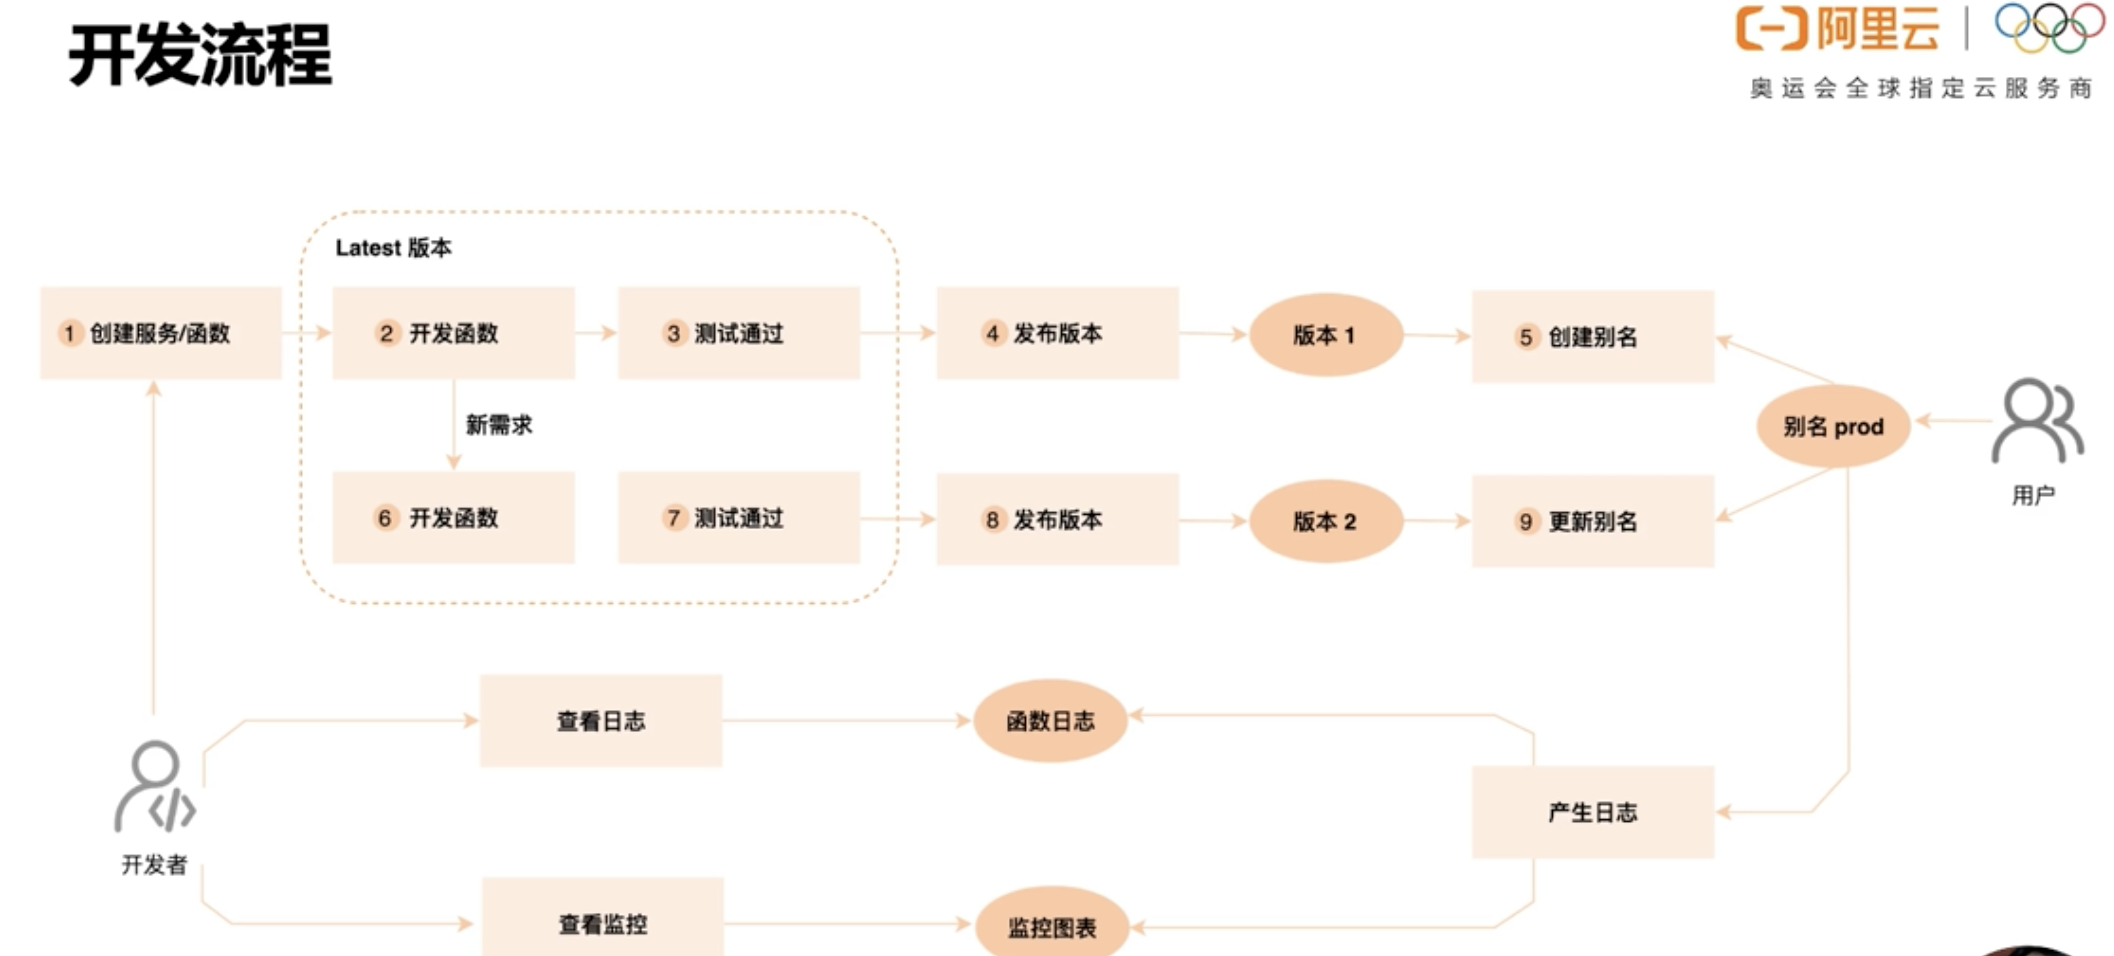 开发流程
阿里云
奥运会全球指定云服务商
Latest 版本
1 创建服务/函数
2 开发函数
3 测试通过
4 发布版本
版本 1
5 创建别名
新需求
别名 prod
用户
6 开发函数
7 测试通过
8 发布版本
版本 2
9 更新别名
查看日志
函数日志
产生日志
开发者
查看监控
监控图表